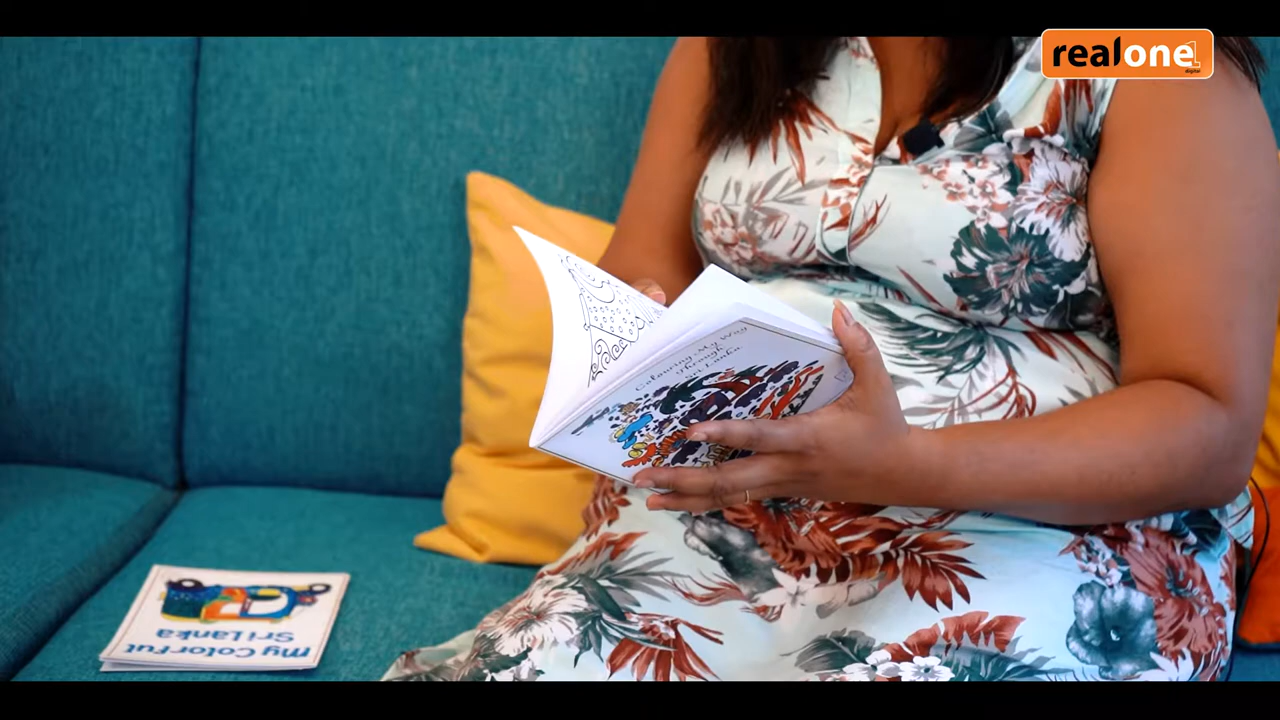 realone
digital
Colouring My Way
Through
Sri Lanka
My Colorful
Sri Lanka